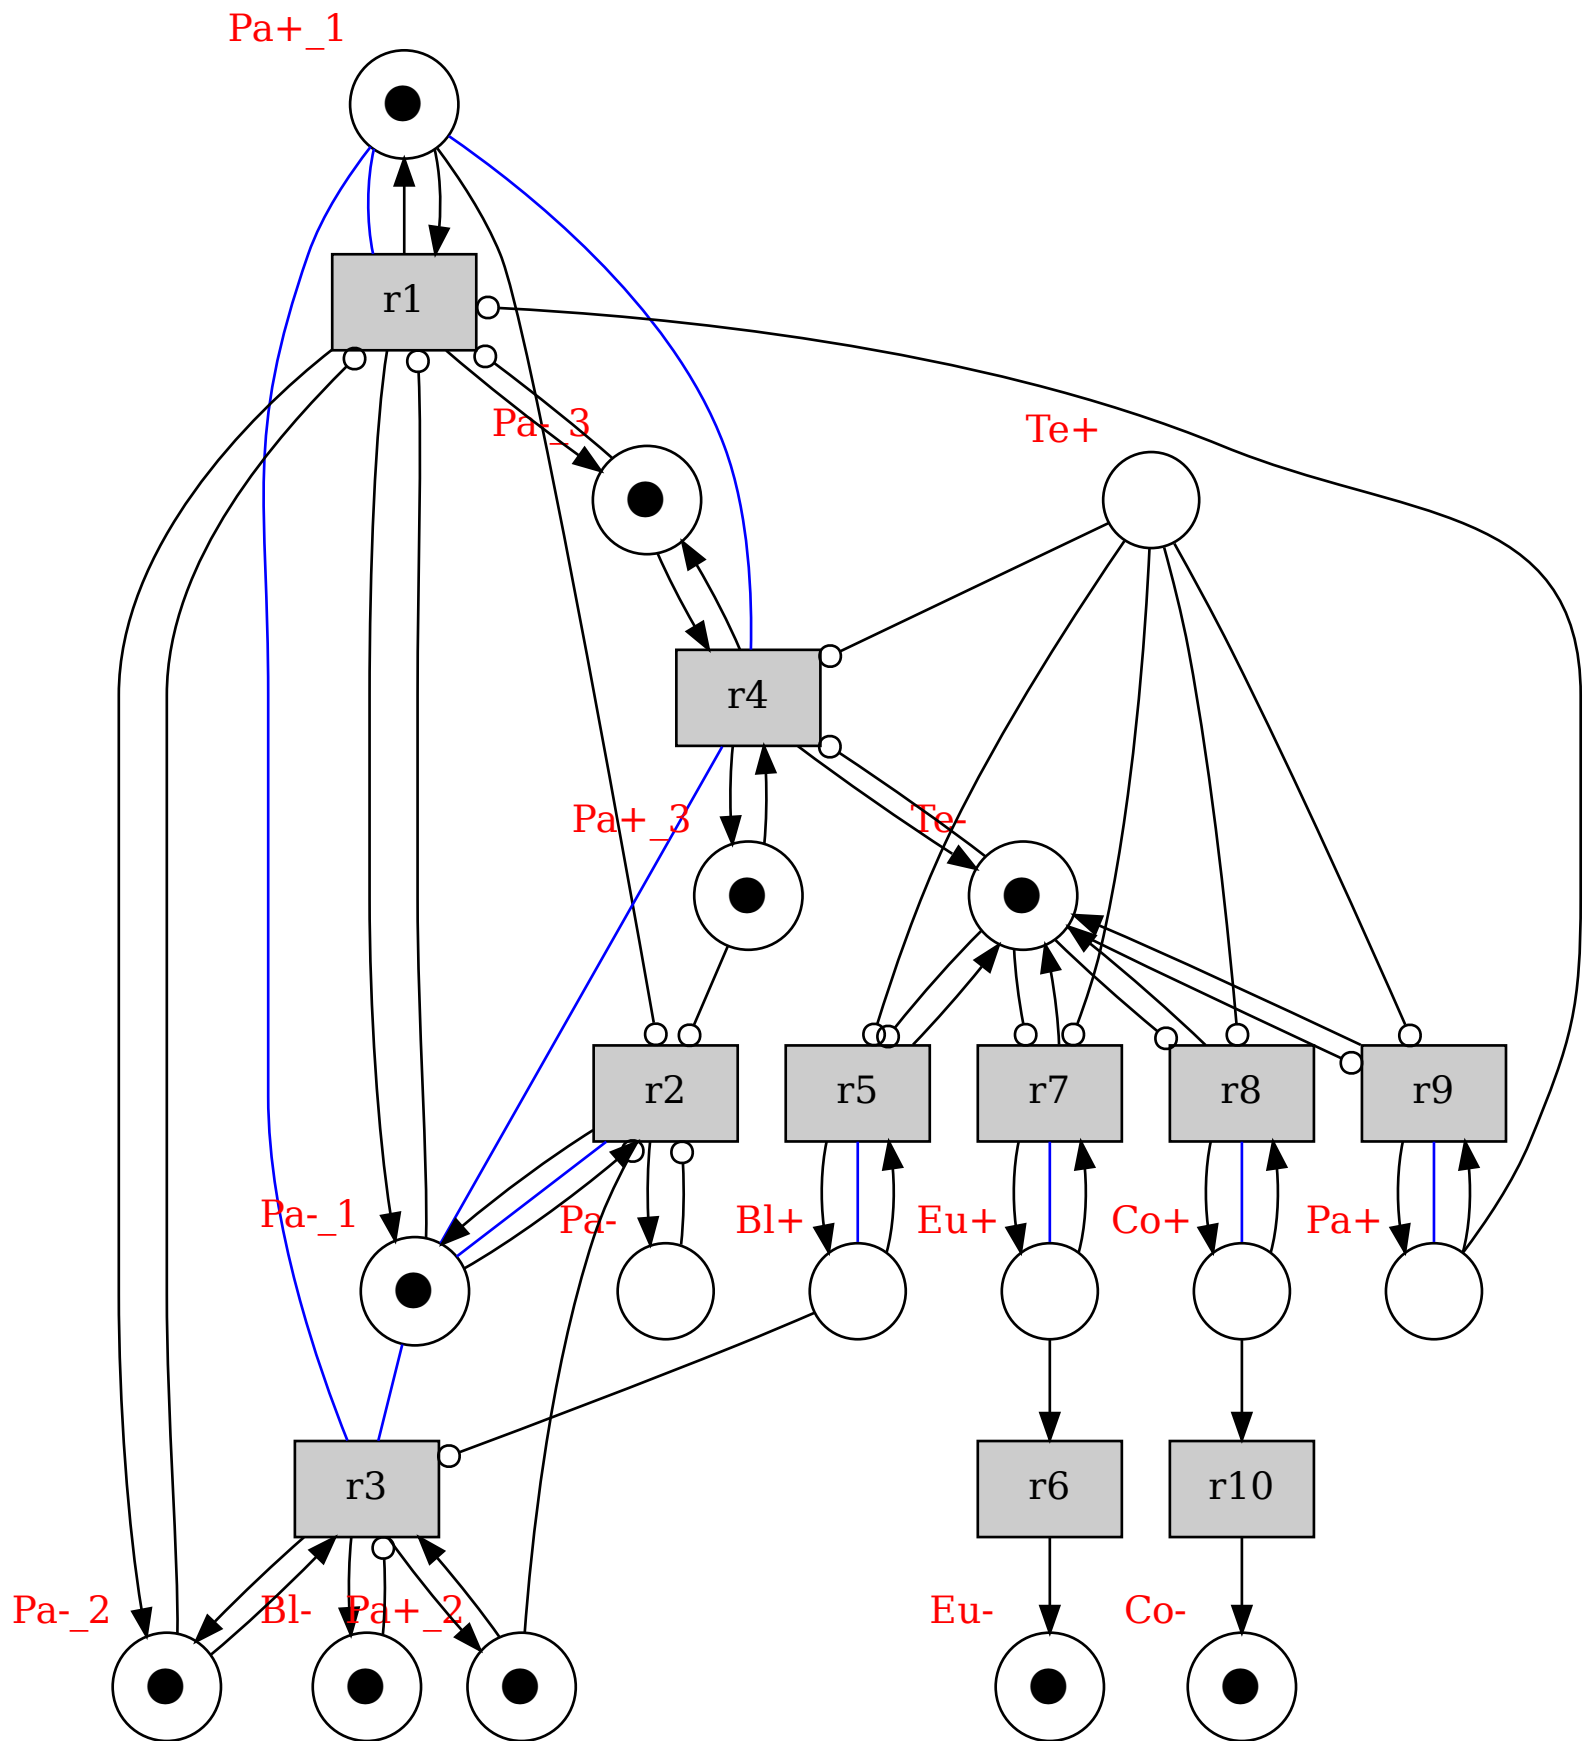 Pa+_1
r1
Pa-_3
Te+
r4
Pa+_3
Te-
r2
r5
r7
r8
r9
Pa-_1
Pa-
Bl+
Eu+
Co+
Pa+
r3
r6
r10
Pa-_2
Bl-
Pa+_2
Eu-
Co-